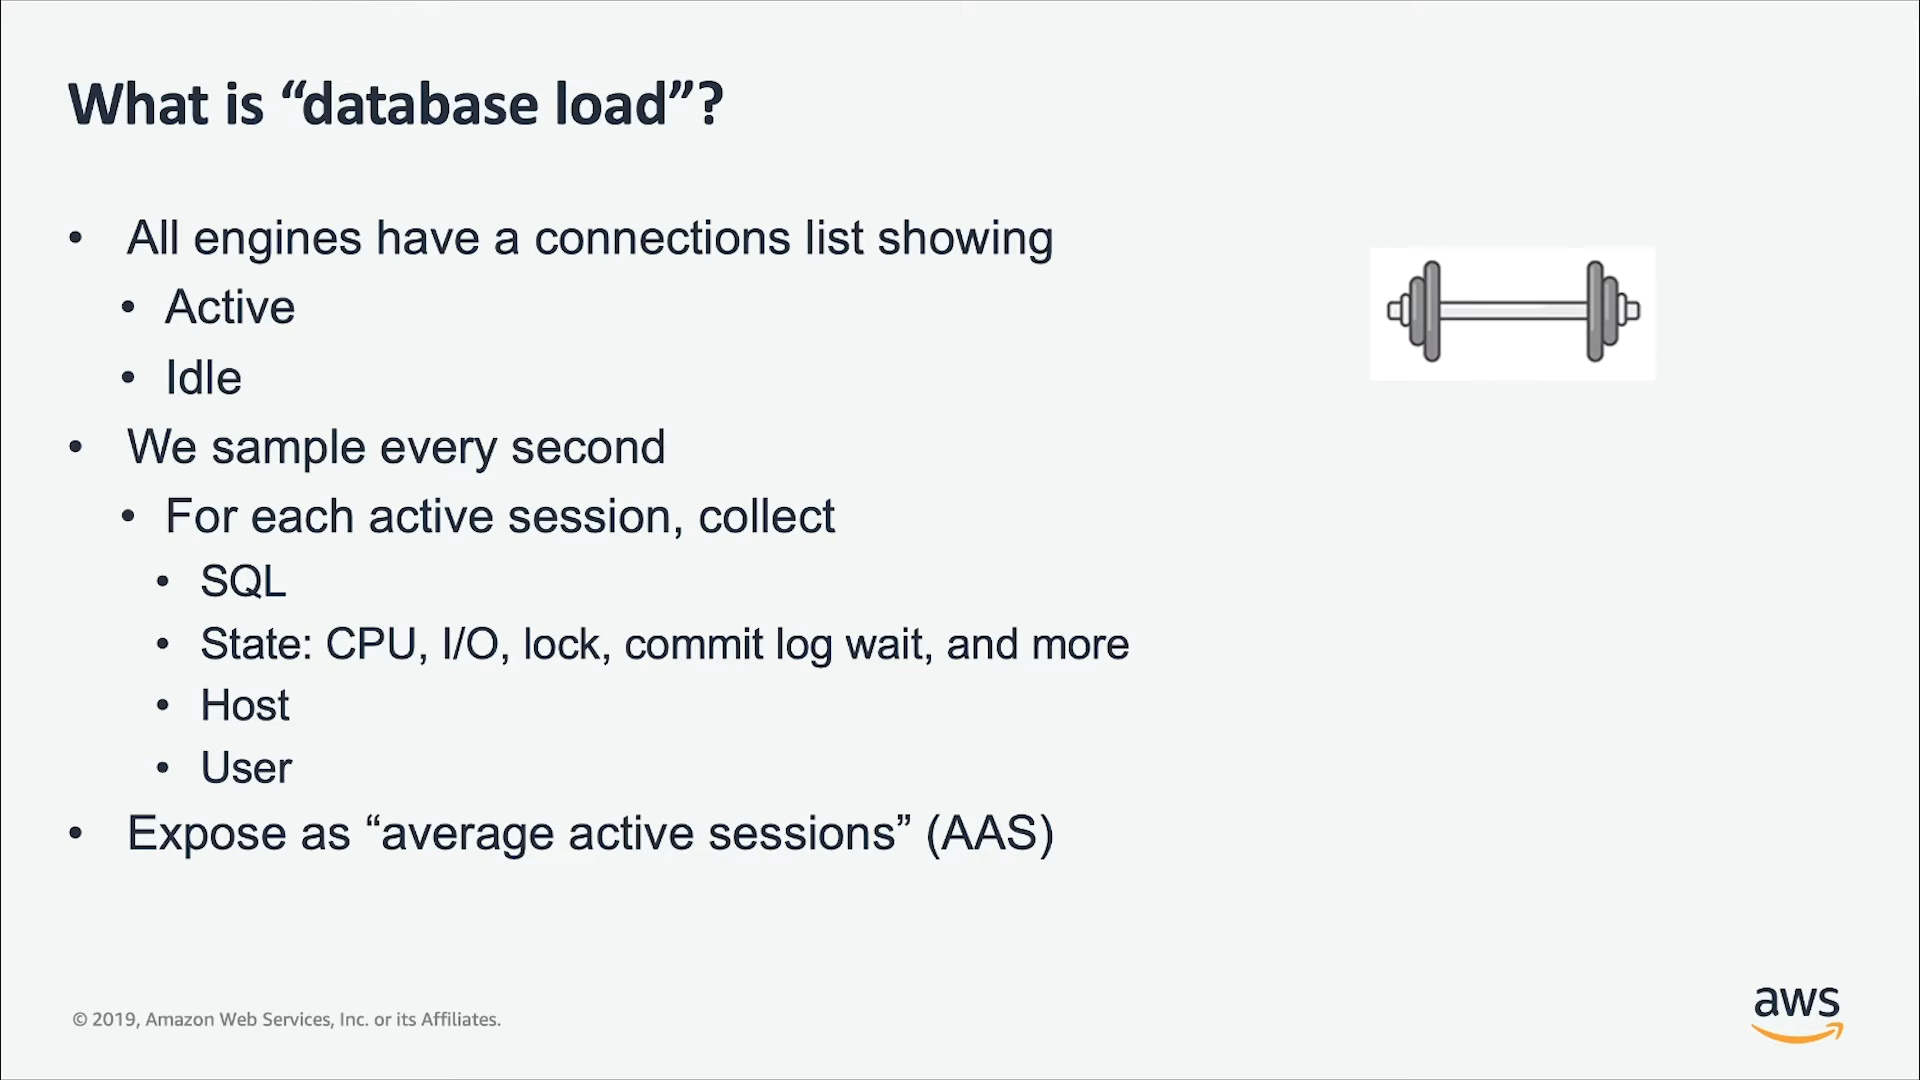 What is “database load”?
• All engines have a connections list showing
• Active
• Idle
• We sample every second
• For each active session, collect
• SQL
• State: CPU, I/O, lock, commit log wait, and more
• Host
• User
• Expose as “average active sessions” (AAS)
© 2019, Amazon Web Services, Inc. or its Affiliates.
aws